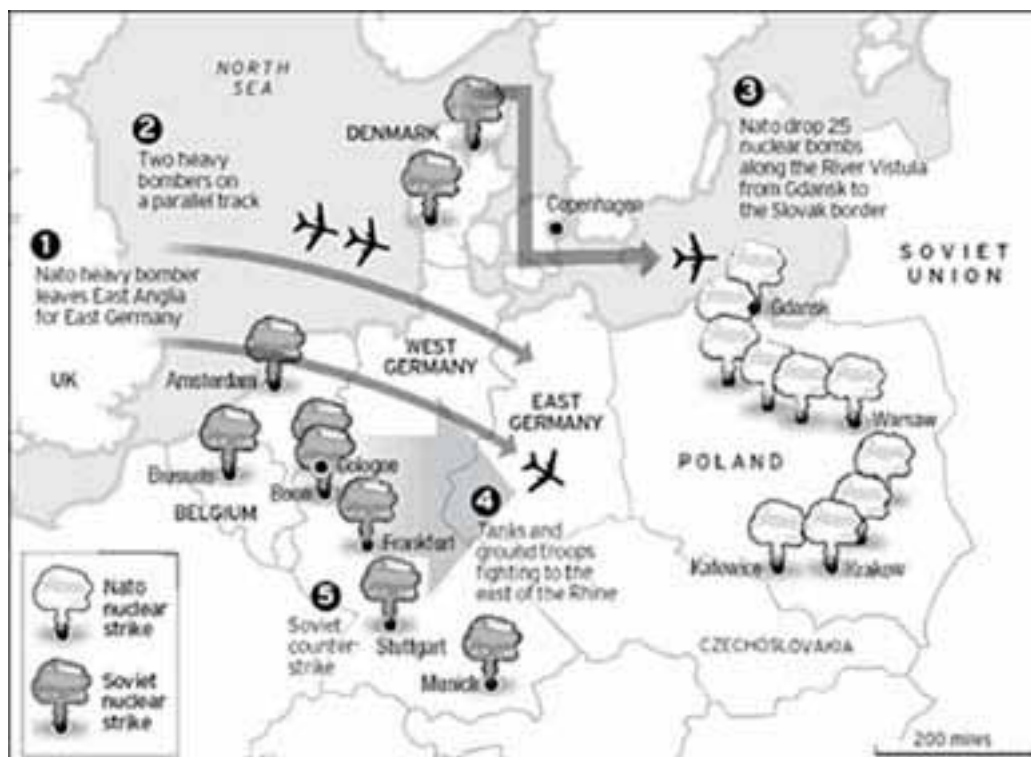 NORTH
SEA
2
Two heavy
bombers on
a parallel track
DENMARK
3
Nato drop 25
nuclear bombs
along the River Vistula
from Gdansk to
the Slovak border
Copenhagen
1
Nato heavy bomber
leaves East Anglia
for East Germany
SOVIET
UNION
Gdansk
UK
Amsterdam
WEST
GERMANY
EAST
GERMANY
Warsaw
POLAND
Brussels
Cologne
Bonn
BELGIUM
Frankfurt
4
Tanks and
ground troops
fighting to the
east of the Rhine
Katowice
Krakow
5
Soviet
counter-
strike
Stuttgart
Munich
CZECHOSLOVAKIA
Nato
nuclear
strike
Soviet
nuclear
strike
200 miles